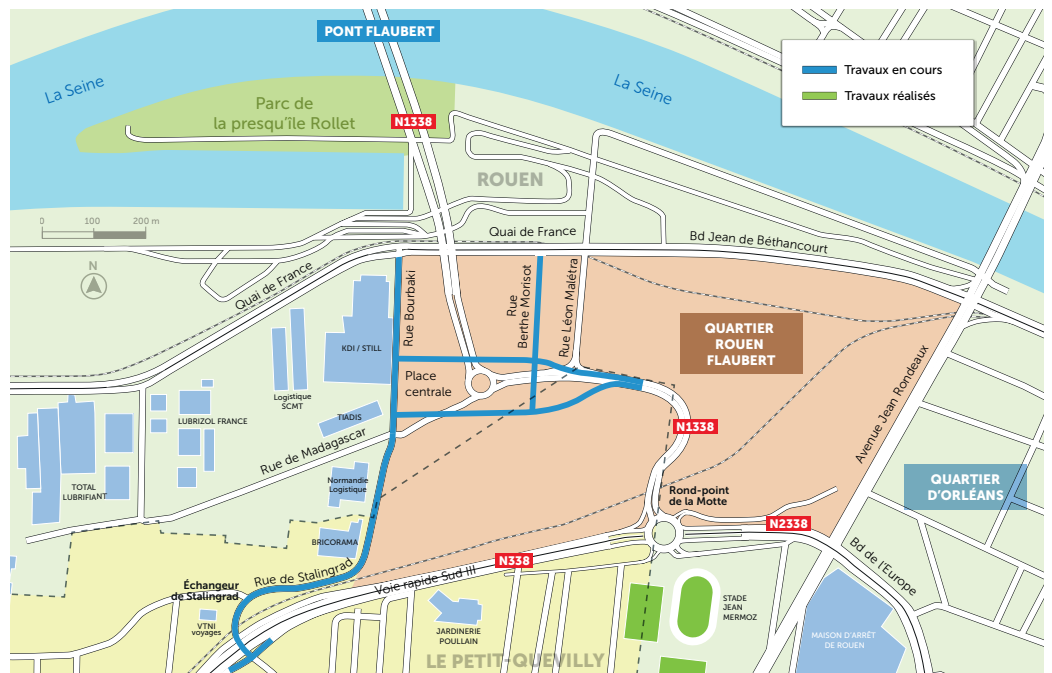 PONT FLAUBERT
Travaux en cours
Travaux réalisés
La Seine
La Seine
Parc de
la presqu'île Rollet
N1338
ROUEN
0 100 200 m
N
Quai de France
Bd Jean de Béthancourt
Quai de France
Rue Bourbaki
Rue
Berthe Morisot
Rue Léon Malétra
QUARTIER
ROUEN
FLAUBERT
KDI / STILL
Place
centrale
Logistique
SCMT
TIADIS
LUBRIZOL FRANCE
Rue de Madagascar
N1338
Avenue Jean Rondeaux
TOTAL
LUBRIFIANT
Normandie
Logistique
Rond-point
de la Motte
QUARTIER
D'ORLÉANS
N2338
BRICORAMA
N338
Bd de l'Europe
Échangeur
de Stalingrad
Rue de Stalingrad
Voie rapide Sud III
VTNI
voyages
JARDINERIE
POULLAIN
STADE
JEAN
MERMOZ
MAISON D'ARRÊT
DE ROUEN
LE PETIT-QUEVILLY